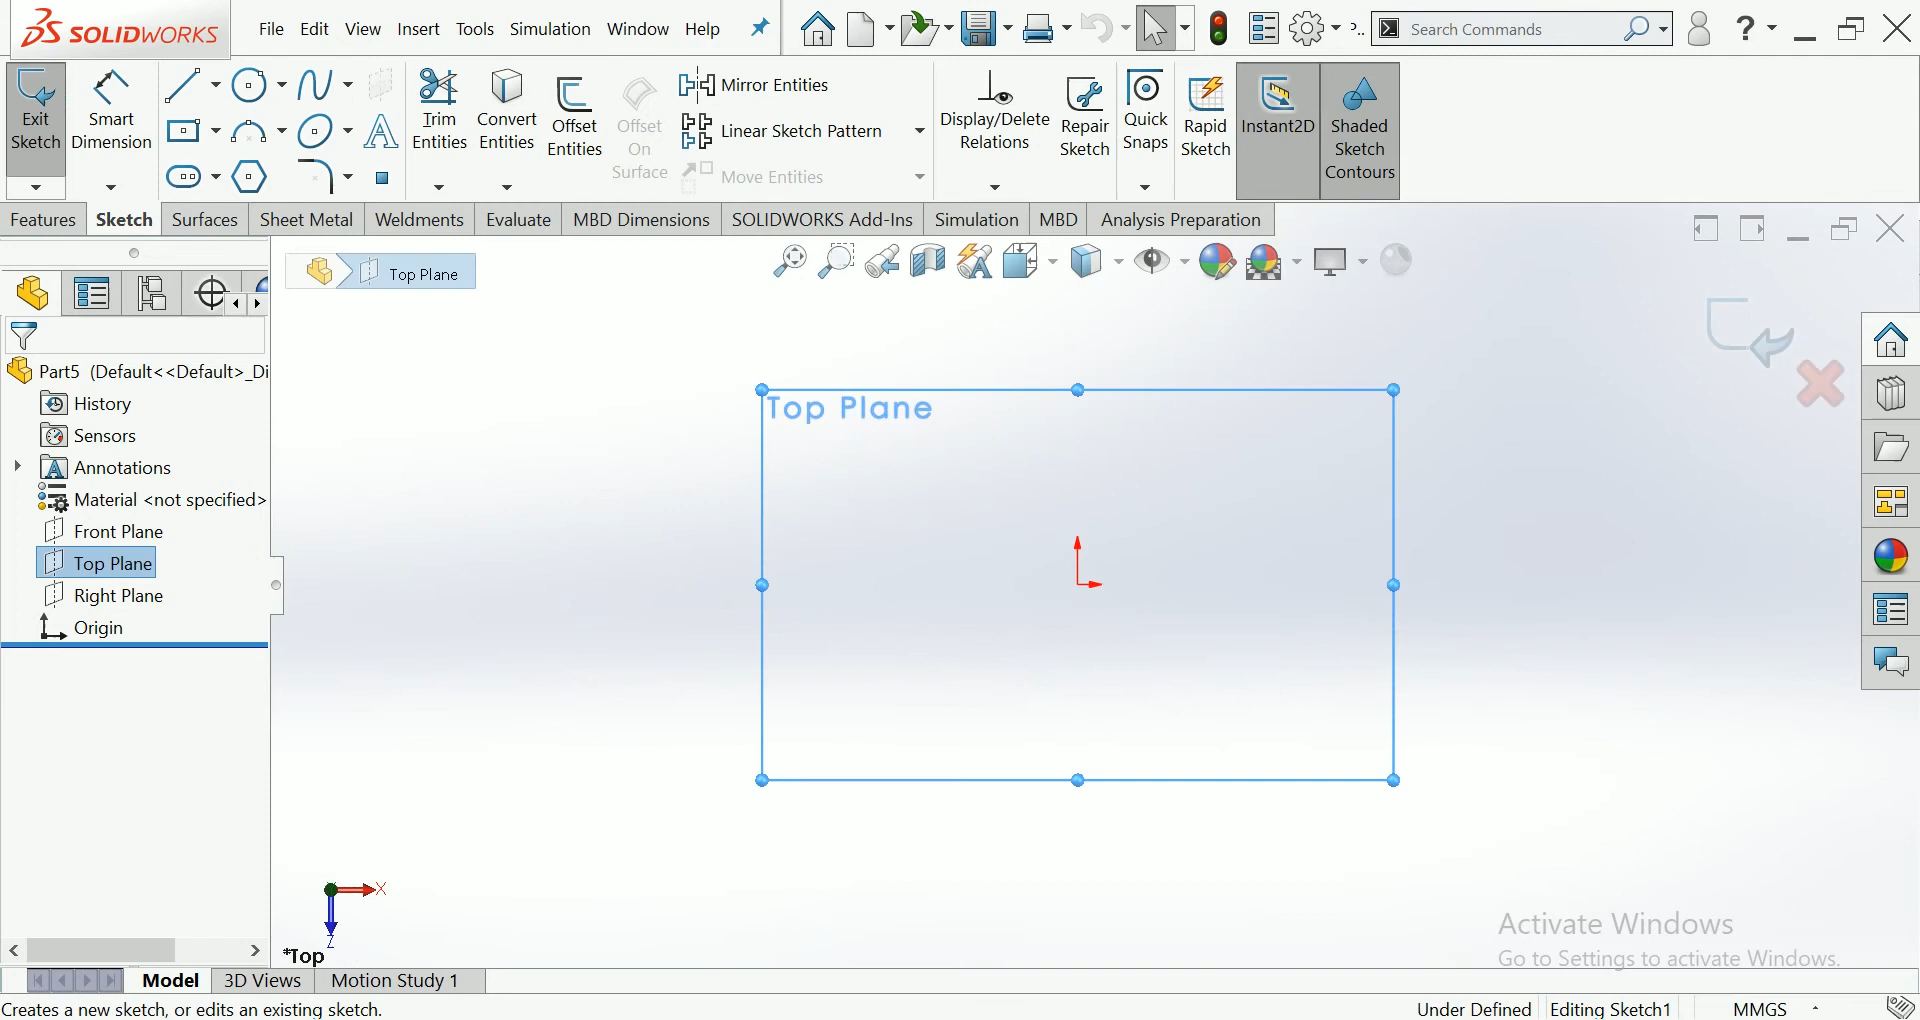 SOLIDWORKS
File Edit View Insert Tools Simulation Window Help
Search Commands
?
Exit Sketch
Smart Dimension
Trim Entities
Convert Entities
Offset Entities
Offset On Surface
Mirror Entities
Linear Sketch Pattern
Move Entities
Display/Delete Relations
Repair Sketch
Quick Snaps
Rapid Sketch
Instant2D
Shaded Sketch Contours
Features Sketch Surfaces Sheet Metal Weldments Evaluate MBD Dimensions SOLIDWORKS Add-Ins Simulation MBD Analysis Preparation
Top Plane
Part5 (Default<<Default>_Di
History
Sensors
Annotations
Material <not specified>
Front Plane
Top Plane
Right Plane
Origin
Top Plane
X
Z
*Top
Activate Windows
Go to Settings to activate Windows.
Model 3D Views Motion Study 1
Creates a new sketch, or edits an existing sketch.
Under Defined Editing Sketch1 MMGS